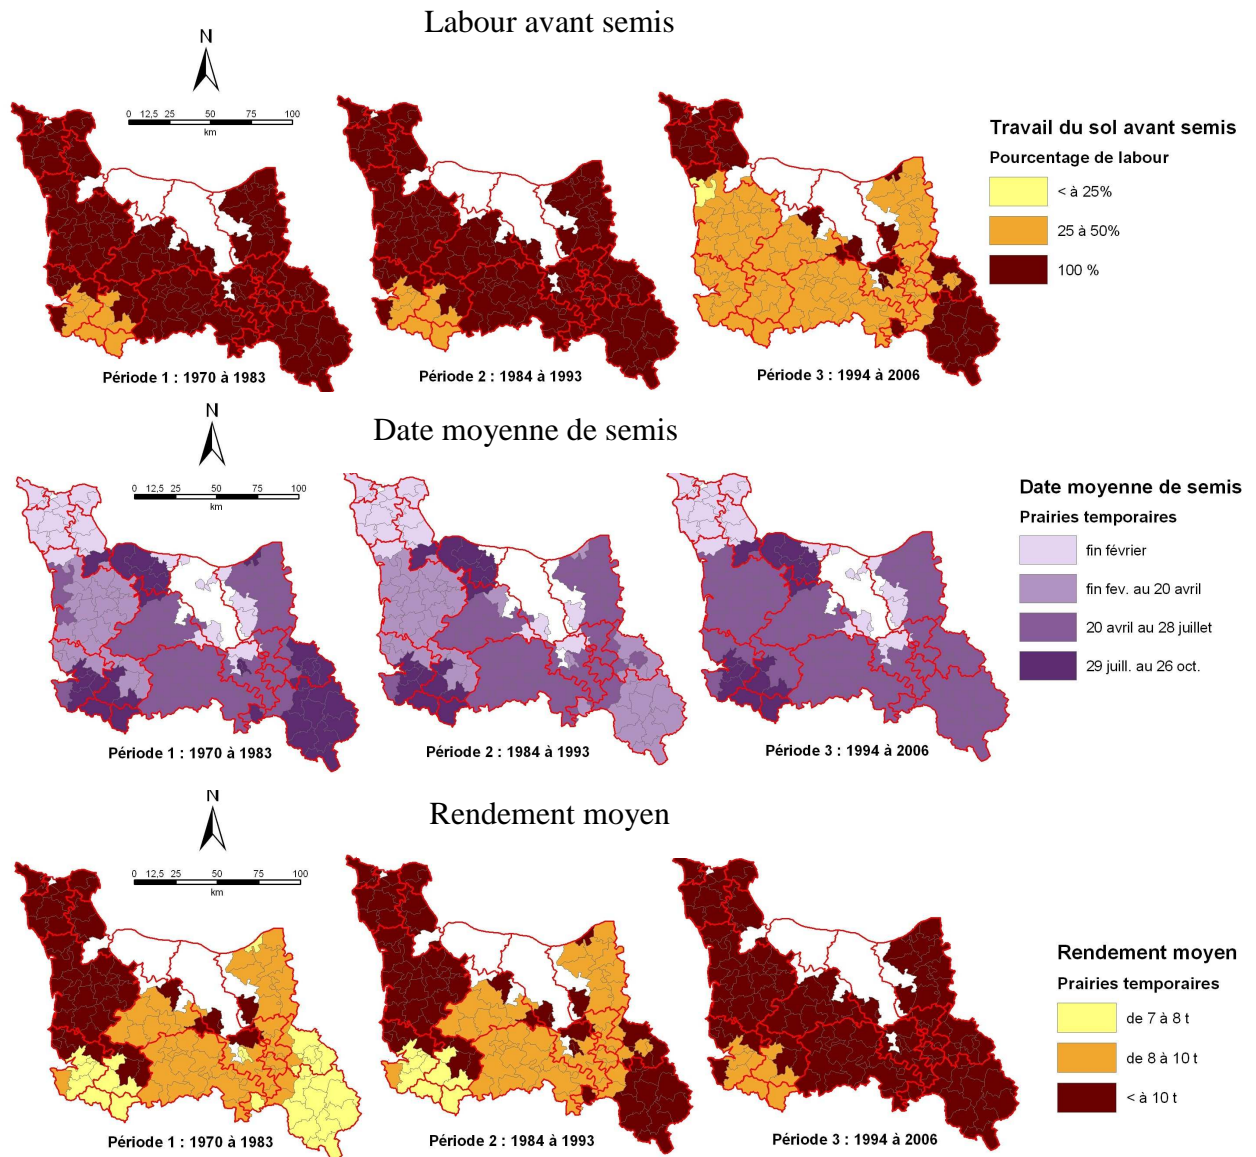 Labour avant semis
N
0 12,5 25 50 75 100
km
Travail du sol avant semis
Pourcentage de labour
< à 25%
25 à 50%
100 %
Période 1 : 1970 à 1983
Période 2 : 1984 à 1993
Période 3 : 1994 à 2006
Date moyenne de semis
N
0 12,5 25 50 75 100
km
Date moyenne de semis
Prairies temporaires
fin février
fin fev. au 20 avril
20 avril au 28 juillet
29 juill. au 26 oct.
Période 1 : 1970 à 1983
Période 2 : 1984 à 1993
Période 3 : 1994 à 2006
Rendement moyen
N
0 12,5 25 50 75 100
km
Rendement moyen
Prairies temporaires
de 7 à 8 t
de 8 à 10 t
< à 10 t
Période 1 : 1970 à 1983
Période 2 : 1984 à 1993
Période 3 : 1994 à 2006